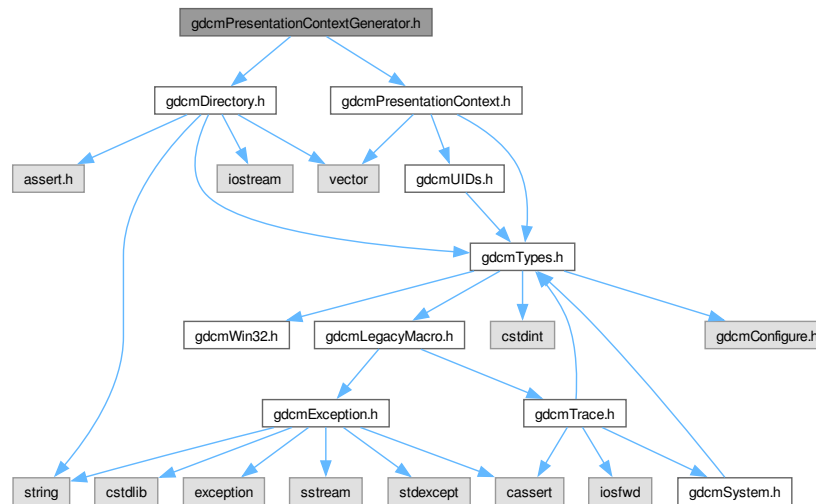 gdcmPresentationContextGenerator.h
gdcmDirectory.h
gdcmPresentationContext.h
assert.h
iostream
vector
gdcmUIDs.h
gdcmTypes.h
gdcmWin32.h
gdcmLegacyMacro.h
cstdint
gdcmConfigure.h
gdcmException.h
gdcmTrace.h
string
cstdlib
exception
sstream
stdexcept
cassert
iosfwd
gdcmSystem.h